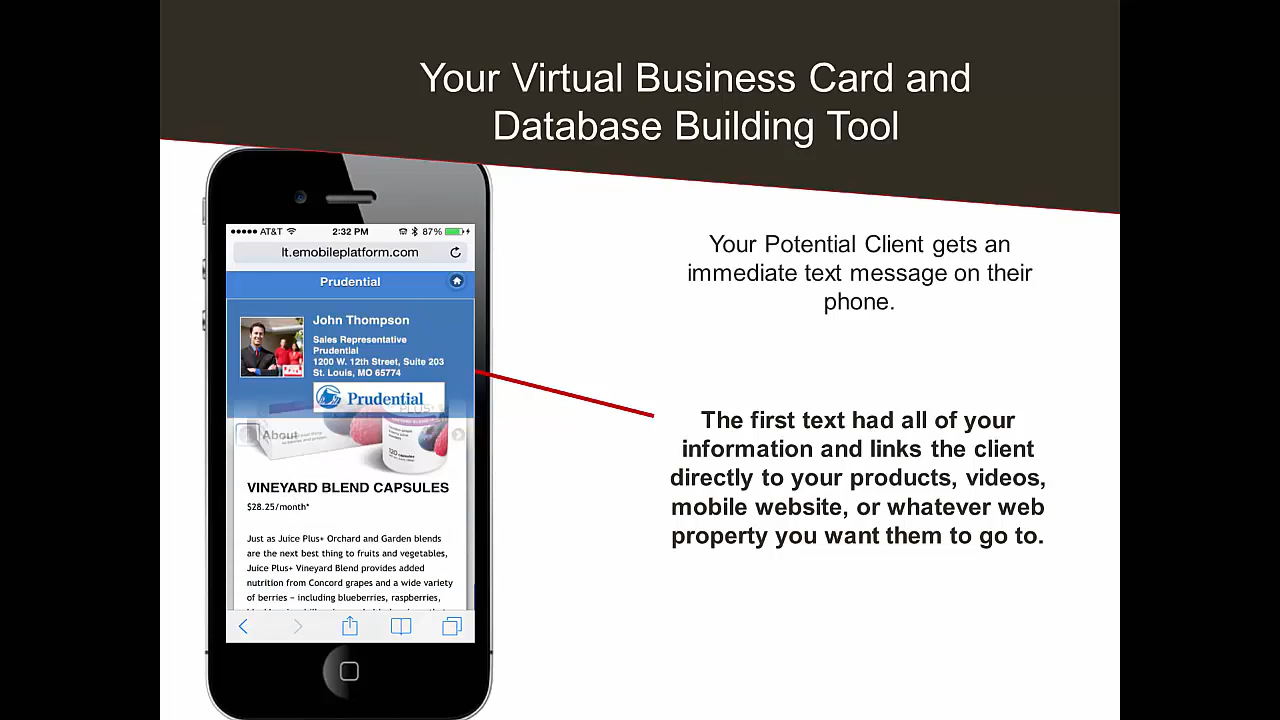 Your Virtual Business Card and
Database Building Tool
AT&T
2:32 PM
87%
lt.emobileplatform.com
Prudential
John Thompson
Sales Representative
Prudential
1200 W. 12th Street, Suite 203
St. Louis, MO 65774
Prudential
PLUS+
About
120 capsules
VINEYARD BLEND CAPSULES
$28.25/month*
Just as Juice Plus+ Orchard and Garden blends
are the next best thing to fruits and vegetables,
Juice Plus+ Vineyard Blend provides added
nutrition from Concord grapes and a wide variety
of berries – including blueberries, raspberries,
Your Potential Client gets an
immediate text message on their
phone.
The first text had all of your
information and links the client
directly to your products, videos,
mobile website, or whatever web
property you want them to go to.